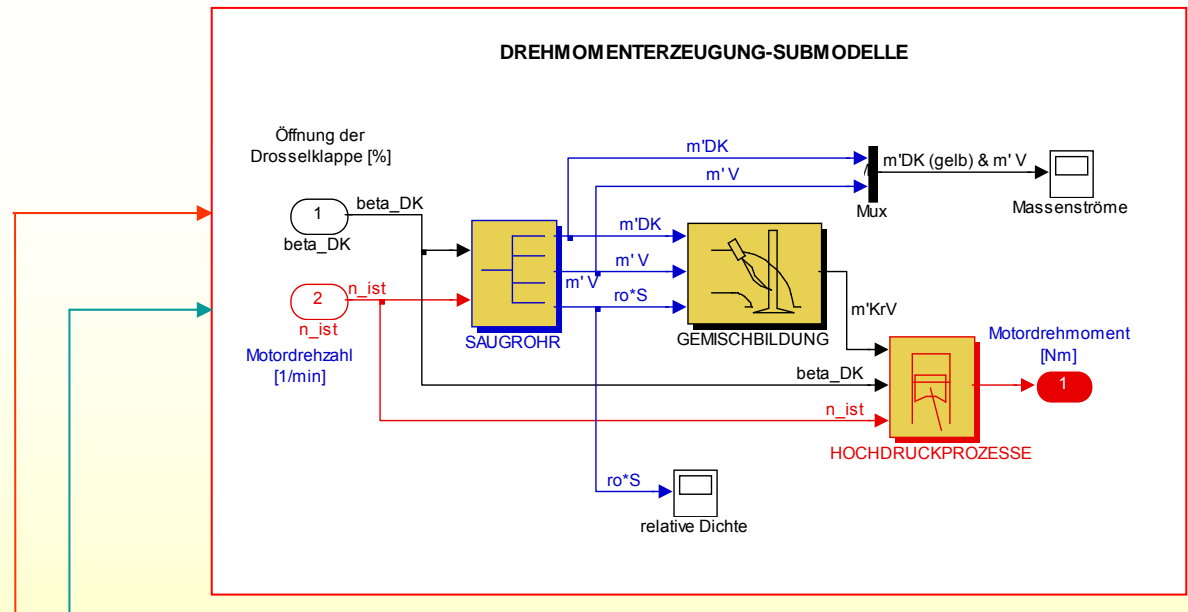 DREHMOMENTERZEUGUNG-SUBMODELLE
Öffnung der
Drosselklappe [%]
m'DK
m' V
m'DK (gelb) & m' V
Mux
Massenströme
1
beta_DK
beta_DK
m'DK
m' V
m' V
ro*S
2
n_ist
n_ist
SAUGROHR
GEMISCHBILDUNG
m'KrV
Motordrehzahl
[1/min]
Motordrehmoment
[Nm]
beta_DK
1
n_ist
HOCHDRUCKPROZESSE
ro*S
relative Dichte